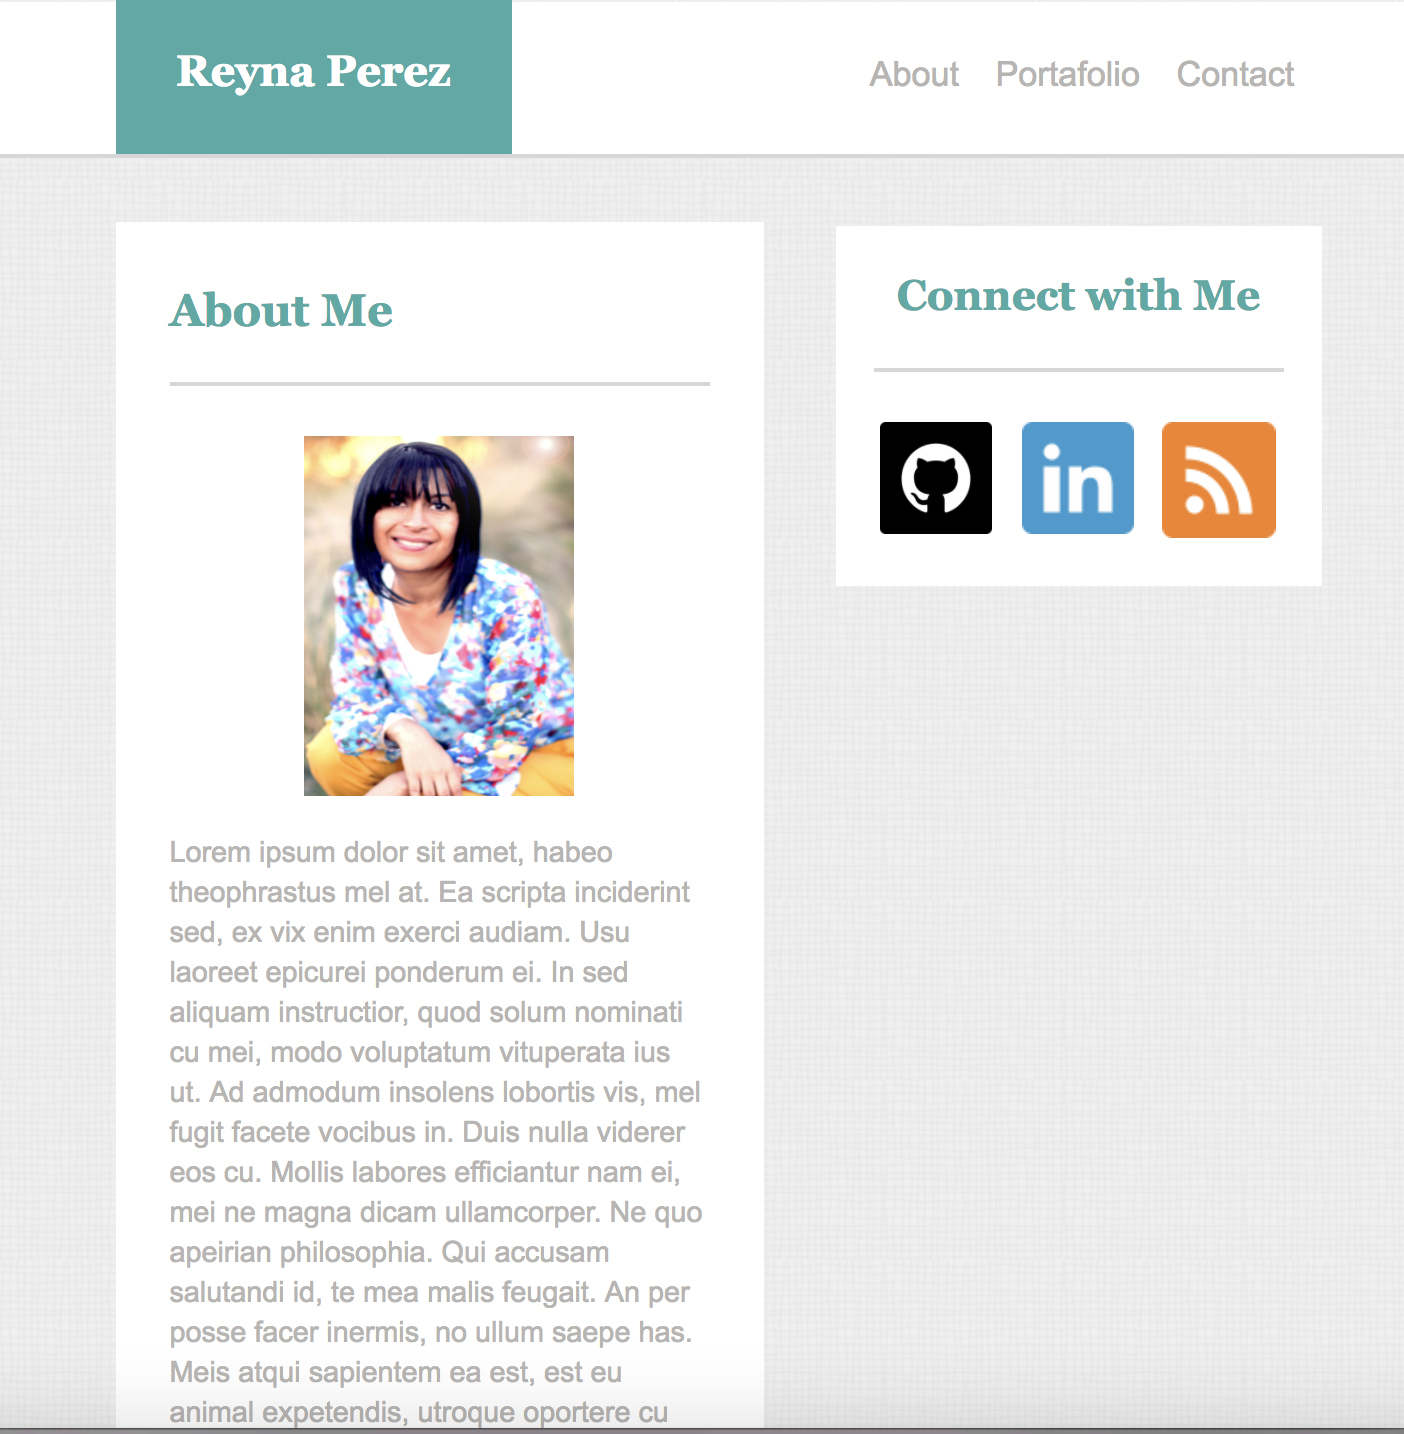 Reyna Perez
About Portafolio Contact
About Me
Lorem ipsum dolor sit amet, habeo
theophrastus mel at. Ea scripta inciderint
sed, ex vix enim exerci audiam. Usu
laoreet epicurei ponderum ei. In sed
aliquam instructior, quod solum nominati
cu mei, modo voluptatum vituperata ius
ut. Ad admodum insolens lobortis vis, mel
fugit facete vocibus in. Duis nulla viderer
eos cu. Mollis labores efficiantur nam ei,
mei ne magna dicam ullamcorper. Ne quo
apeirian philosophia. Qui accusam
salutandi id, te mea malis feugait. An per
posse facer inermis, no ullum saepe has.
Meis atqui sapientem ea est, est eu
animal expetendis, utroque oportere cu
Connect with Me
in